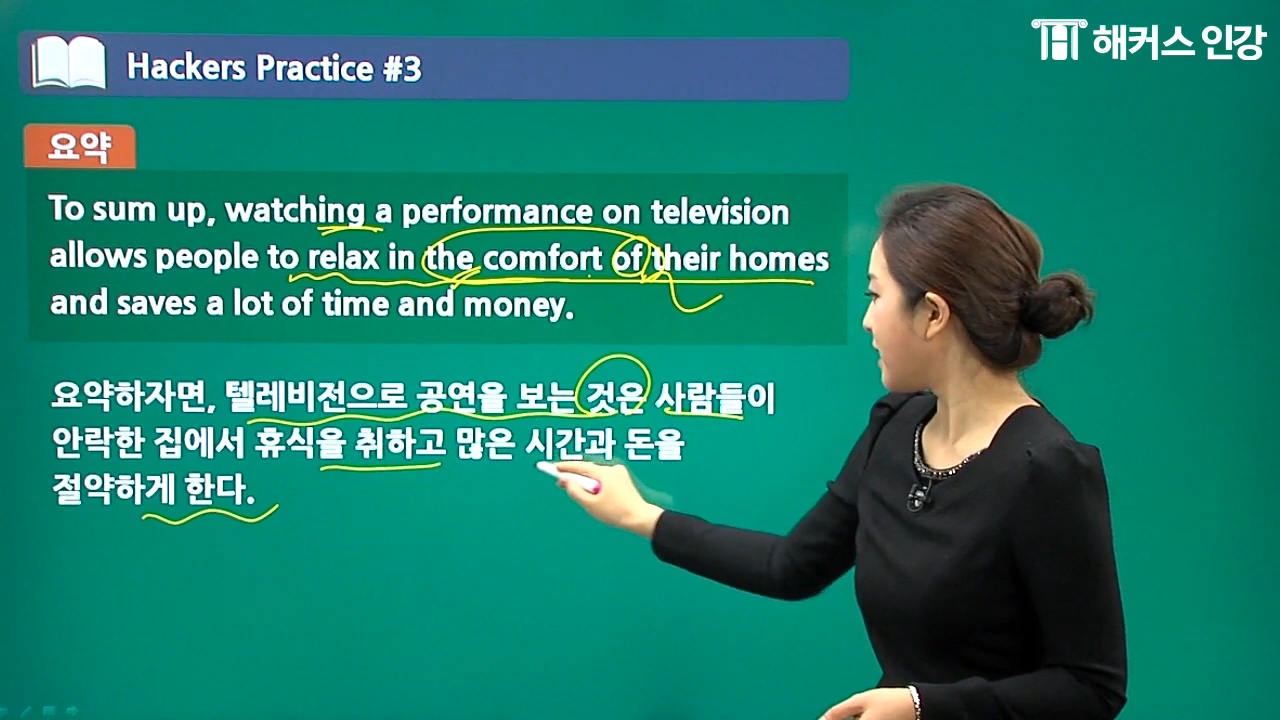 해커스 인강
Hackers Practice #3
요약
To sum up, watching a performance on television
allows people to relax in the comfort of their homes
and saves a lot of time and money.
요약하자면, 텔레비전으로 공연을 보는 것은 사람들이
안락한 집에서 휴식을 취하고 많은 시간과 돈을
절약하게 한다.